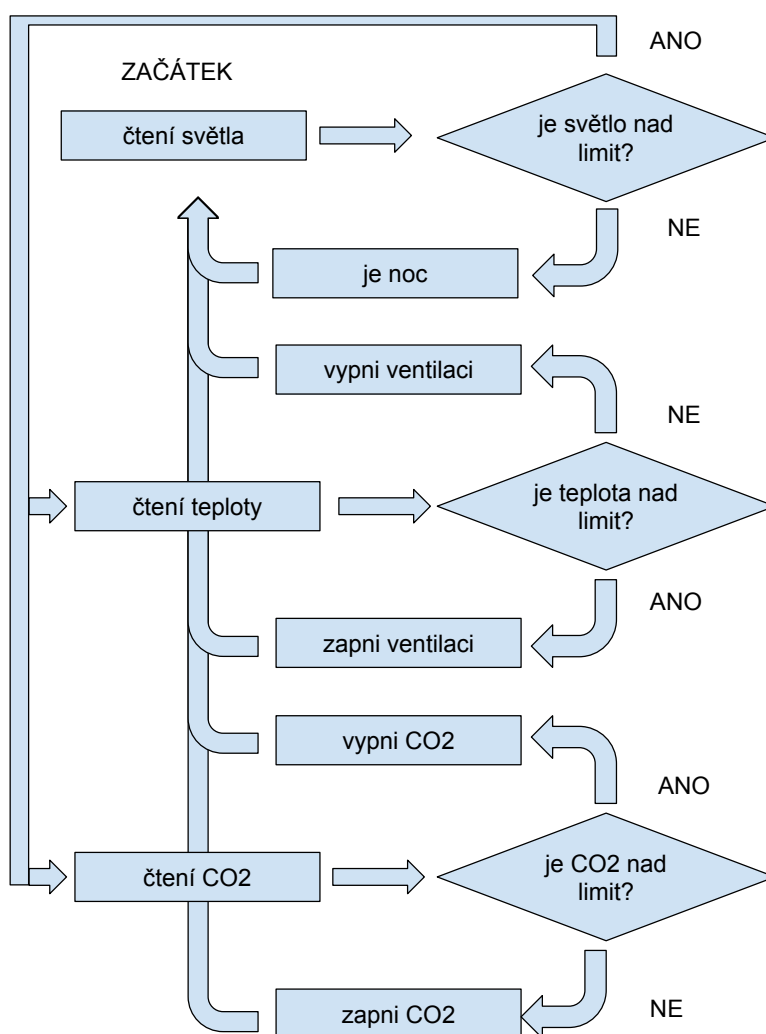 ANO
ZAČÁTEK
čtení světla
je světlo nad
limit?
NE
je noc
vypni ventilaci
NE
čtení teploty
je teplota nad
limit?
ANO
zapni ventilaci
vypni CO2
ANO
čtení CO2
je CO2 nad
limit?
zapni CO2
NE